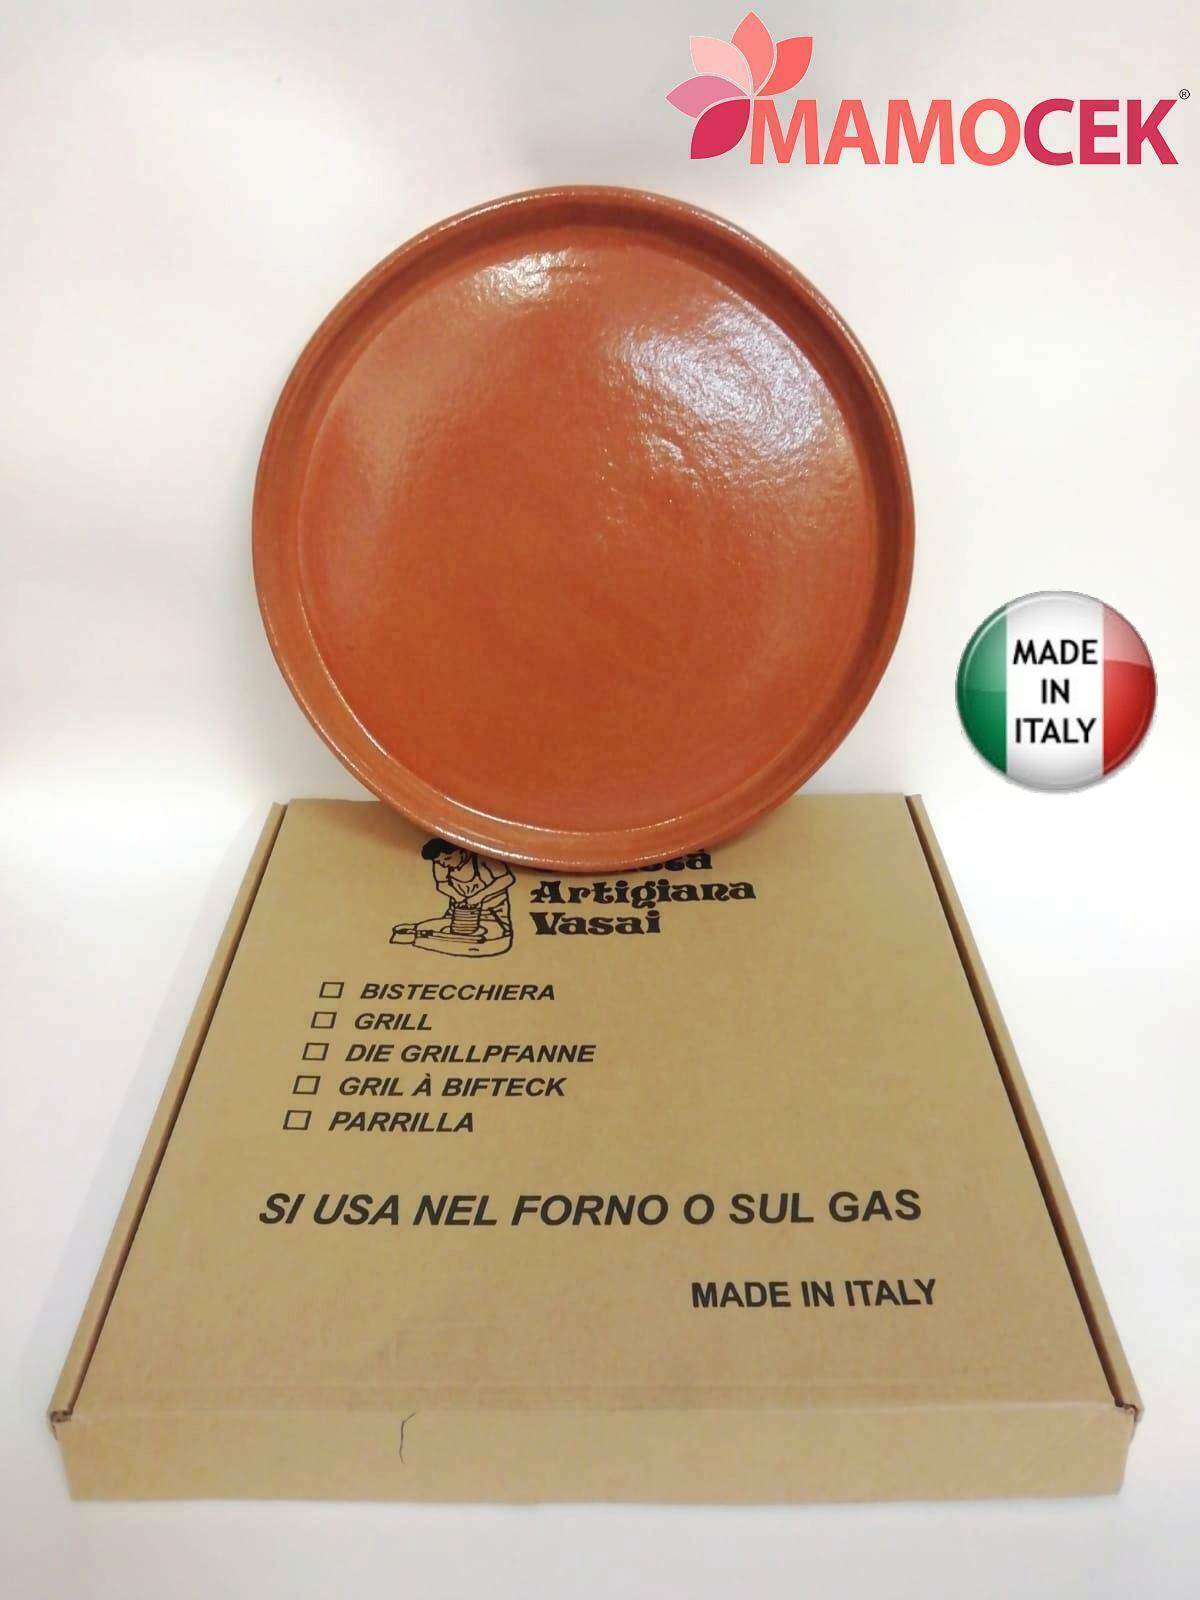 MAMOCEK®
MADE
IN
ITALY
Artigiana
Vasai
BISTECCHIERA
GRILL
DIE GRILLPFANNE
GRIL À BIFTECK
PARRILLA
SI USA NEL FORNO O SUL GAS
MADE IN ITALY